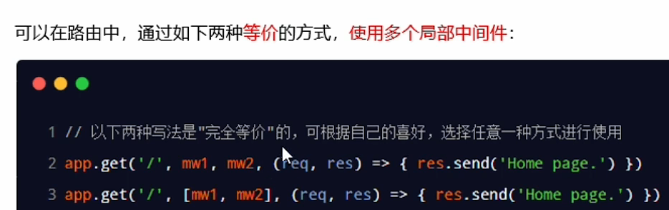 可以在路由中，通过如下两种等价的方式，使用多个局部中间件：
1 // 以下两种写法是"完全等价"的，可根据自己的喜好，选择任意一种方式进行使用
2 app.get('/', mw1, mw2, (req, res) => { res.send('Home page.') })
3 app.get('/', [mw1, mw2], (req, res) => { res.send('Home page.') })